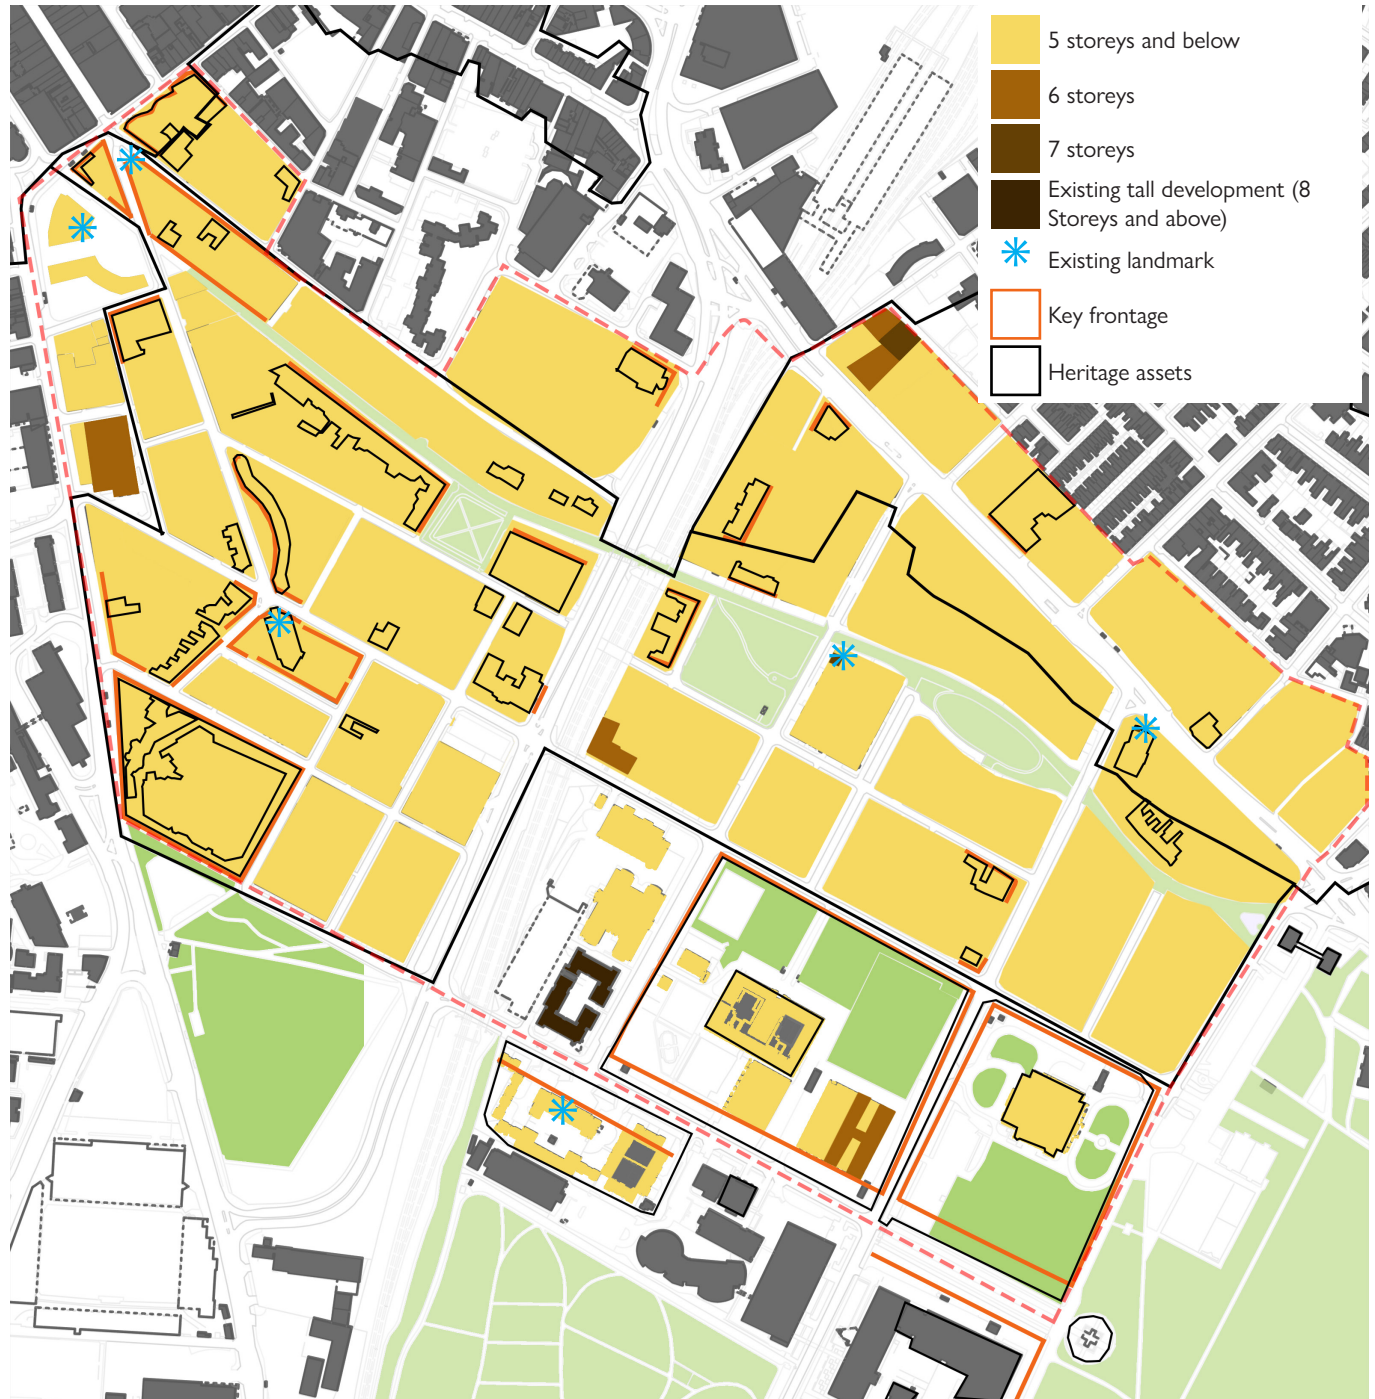 5 storeys and below
6 storeys
7 storeys
Existing tall development (8
Storeys and above)
Existing landmark
Key frontage
Heritage assets